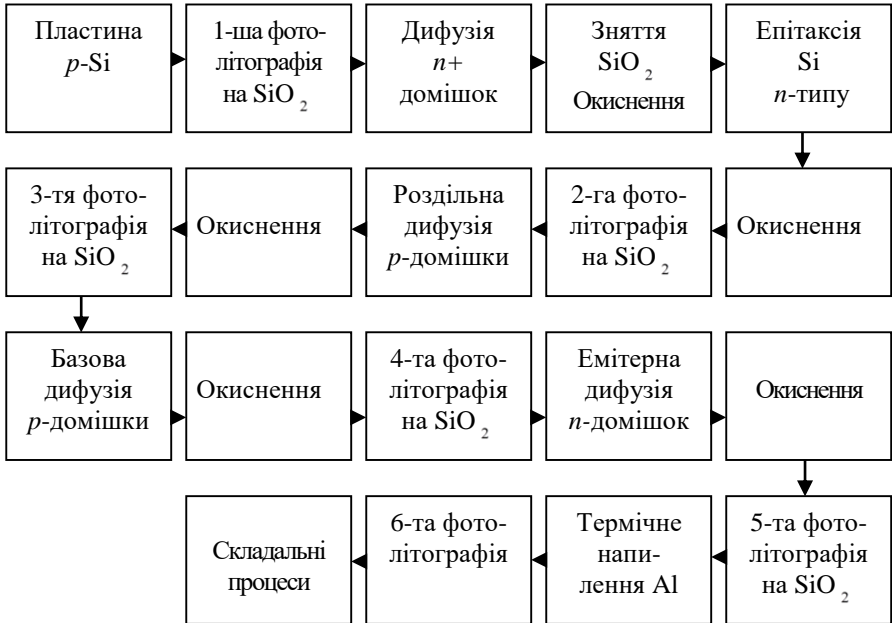 Пластина
p-Si
1-ша фото-
літографія
на SiO2
Дифузія
n+
домішок
Зняття
SiO2
Окиснення
Епітаксія
Si
n-типу
3-тя фото-
літографія
на SiO2
Окиснення
Роздільна
дифузія
p-домішки
2-га фото-
літографія
на SiO2
Окиснення
Базова
дифузія
p-домішки
Окиснення
4-та фото-
літографія
на SiO2
Емітерна
дифузія
n-домішок
Окиснення
Складальні
процеси
6-та фото-
літографія
Термічне
напи-
лення Al
5-та фото-
літографія
на SiO2